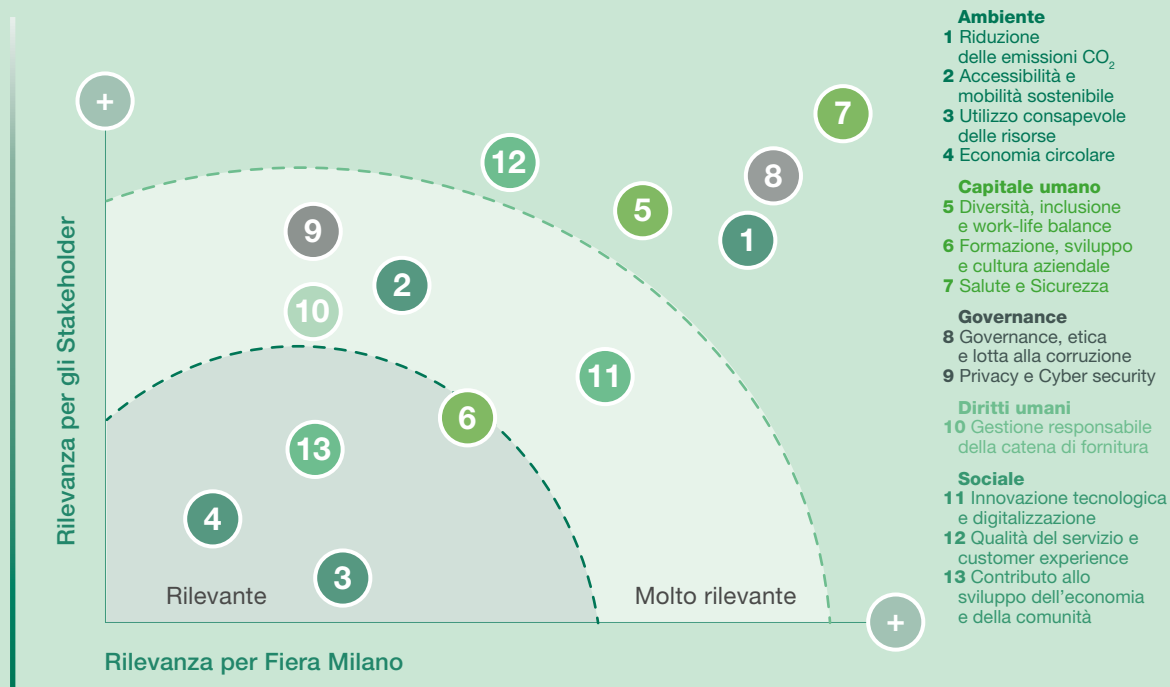 +
Rilevanza per gli Stakeholder
7
12
8
5
1
9
2
10
11
6
13
4
3
Rilevante
Molto rilevante
+
Rilevanza per Fiera Milano
Ambiente
1 Riduzione
delle emissioni CO₂
2 Accessibilità e
mobilità sostenibile
3 Utilizzo consapevole
delle risorse
4 Economia circolare
Capitale umano
5 Diversità, inclusione
e work-life balance
6 Formazione, sviluppo
e cultura aziendale
7 Salute e Sicurezza
Governance
8 Governance, etica
e lotta alla corruzione
9 Privacy e Cyber security
Diritti umani
10 Gestione responsabile
della catena di fornitura
Sociale
11 Innovazione tecnologica
e digitalizzazione
12 Qualità del servizio e
customer experience
13 Contributo allo
sviluppo dell'economia
e della comunità